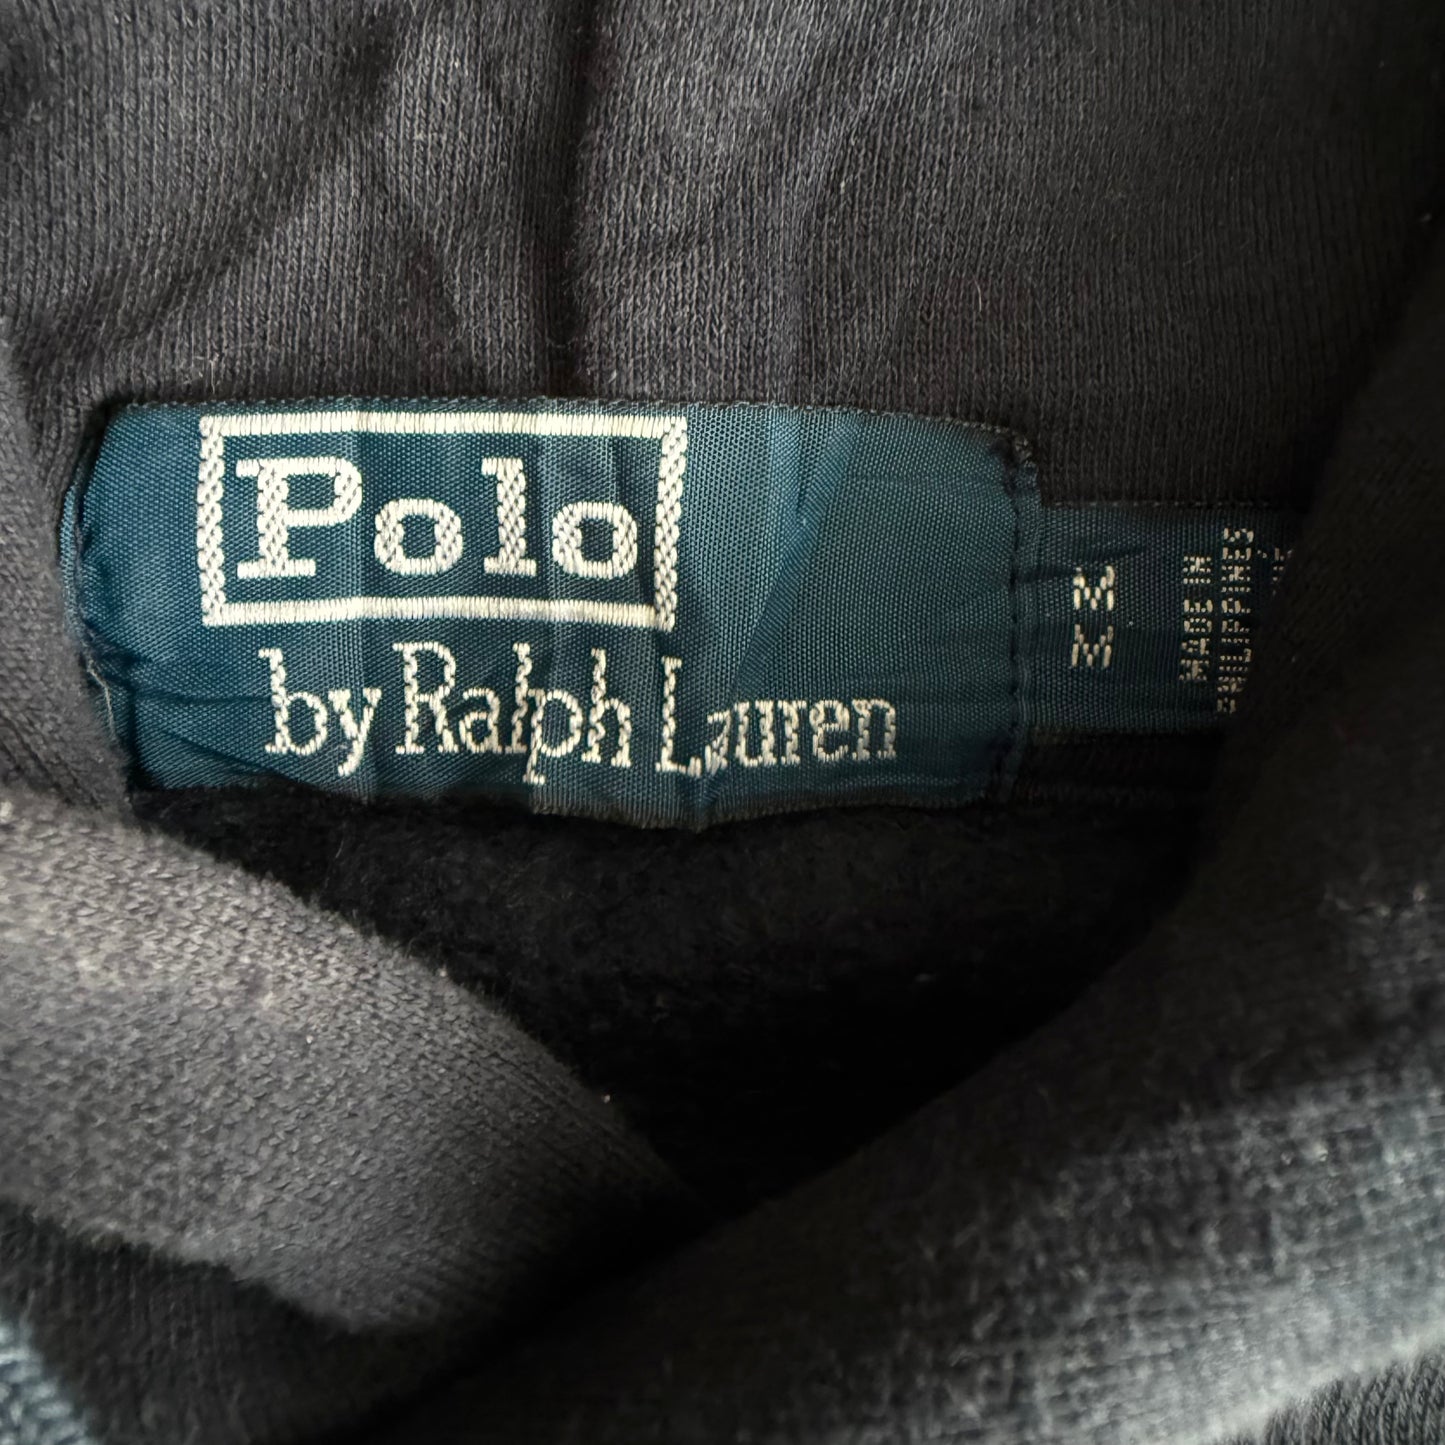 Polo
by Ralph Lauren
M
M
MADE IN
PHILIPPINES